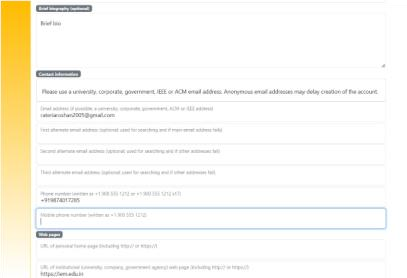 Brief biography (optional)
Brief bio
Contact information
Please use a university, corporate, government, IEEE or ACM email address. Anonymous email addresses may delay creation of the account.
Email address (if possible, a university, corporate, government, ACM or IEEE address)
cateriaroshan2005@gmail.com
First alternate email address (optional; used for searching and if main email address fails)
Second alternate email address (optional; used for searching and if other addresses fail)
Third alternate email address (optional; used for searching and if other addresses fail)
Phone number (written as +1 900 555 1212 or +1 900 555 1212 x17)
+919874017285
Mobile phone number (written as +1 900 555 1212)
Web pages
URL of personal home page (including http:// or https://)
URL of institutional (university, company, government agency) web page (including http:// or https://)
https://iem.edu.in